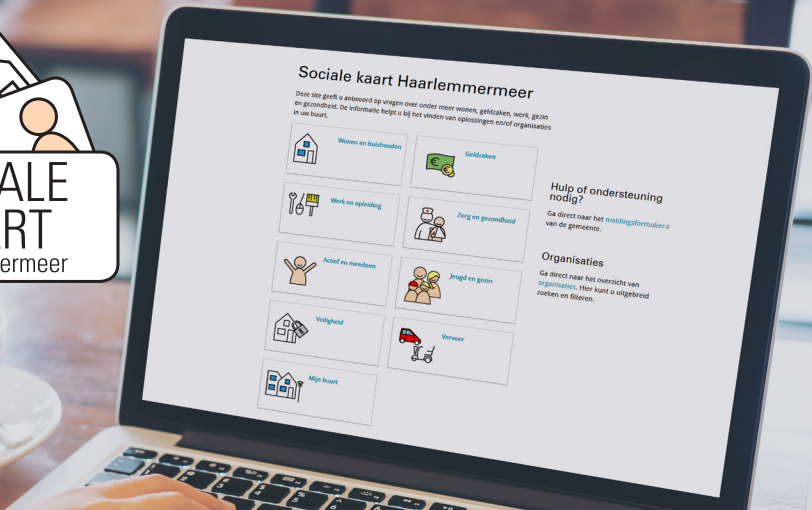 ALE
RT
ermeer
Sociale kaart Haarlemmermeer
Deze site geeft u antwoord op vragen over onder meer wonen, geldzaken, werk, gezin
en gezondheid. De informatie helpt u bij het vinden van oplossingen en/of organisaties
in uw buurt.
Wonen en huishouden
Geldzaken
Werk en opleiding
Zorg en gezondheid
Actief en meedoen
Jeugd en gezin
Veiligheid
Vervoer
Mijn buurt
Hulp of ondersteuning
nodig?
Ga direct naar het meldingsformulier
van de gemeente.
Organisaties
Ga direct naar het overzicht van
organisaties. Hier kunt u uitgebreid
zoeken en filteren.